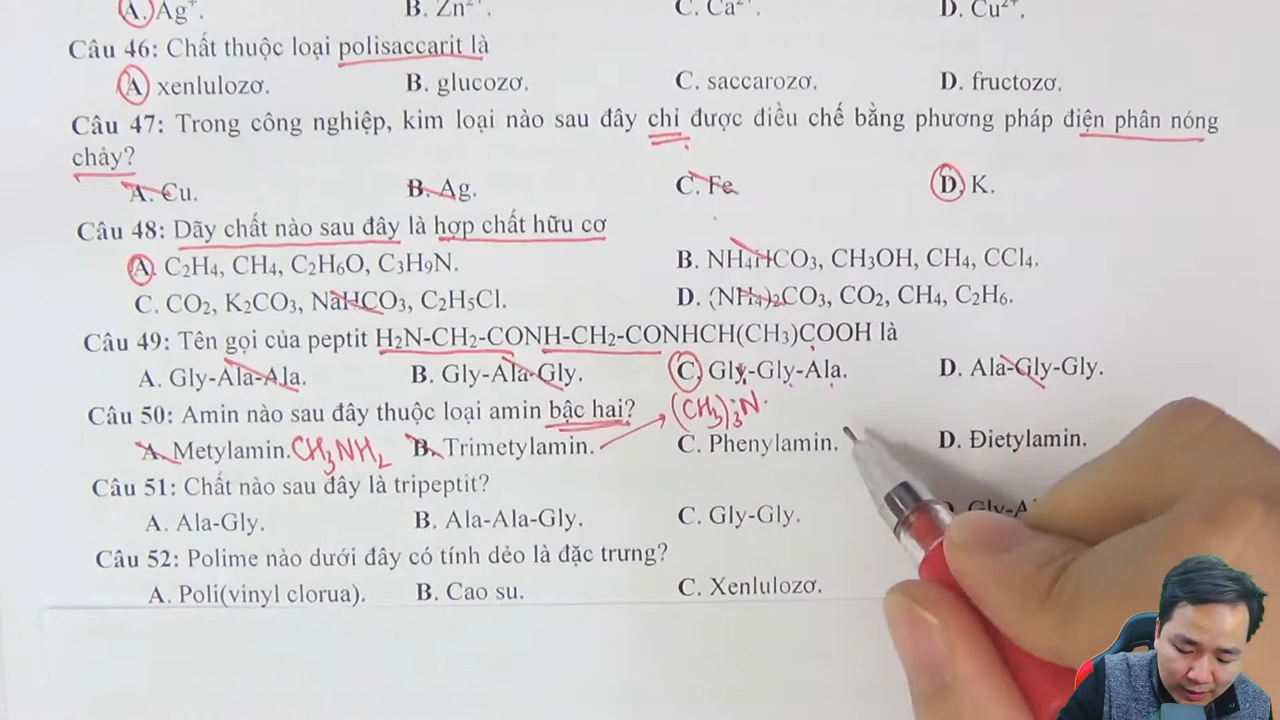 A. Ag⁺. B. Zn²⁺. C. Ca²⁺. D. Cu²⁺.
Câu 46: Chất thuộc loại polisaccarit là
A xenlulozơ. B. glucozơ. C. saccarozơ. D. fructozơ.
Câu 47: Trong công nghiệp, kim loại nào sau đây chỉ được điều chế bằng phương pháp điện phân nóng
chảy?
A. Cu. B. Ag. C. Fe D. K.
Câu 48: Dãy chất nào sau đây là hợp chất hữu cơ
A. C₂H₄, CH₄, C₂H₆O, C₃H₉N. B. NH₄HCO₃, CH₃OH, CH₄, CCl₄.
C. CO₂, K₂CO₃, NaHCO₃, C₂H₅Cl. D. (NH₄)₂CO₃, CO₂, CH₄, C₂H₆.
Câu 49: Tên gọi của peptit H₂N-CH₂-CONH-CH₂-CONHCH(CH₃)COOH là
A. Gly-Ala-Ala. B. Gly-Ala-Gly. C. Gly-Gly-Ala. D. Ala-Gly-Gly.
Câu 50: Amin nào sau đây thuộc loại amin bậc hai? (CH₃)₃N
A. Metylamin. CH₃NH₂ B. Trimetylamin. C. Phenylamin. D. Đietylamin.
Câu 51: Chất nào sau đây là tripeptit?
A. Ala-Gly. B. Ala-Ala-Gly. C. Gly-Gly.
Câu 52: Polime nào dưới đây có tính dẻo là đặc trưng?
A. Poli(vinyl clorua). B. Cao su. C. Xenlulozơ.